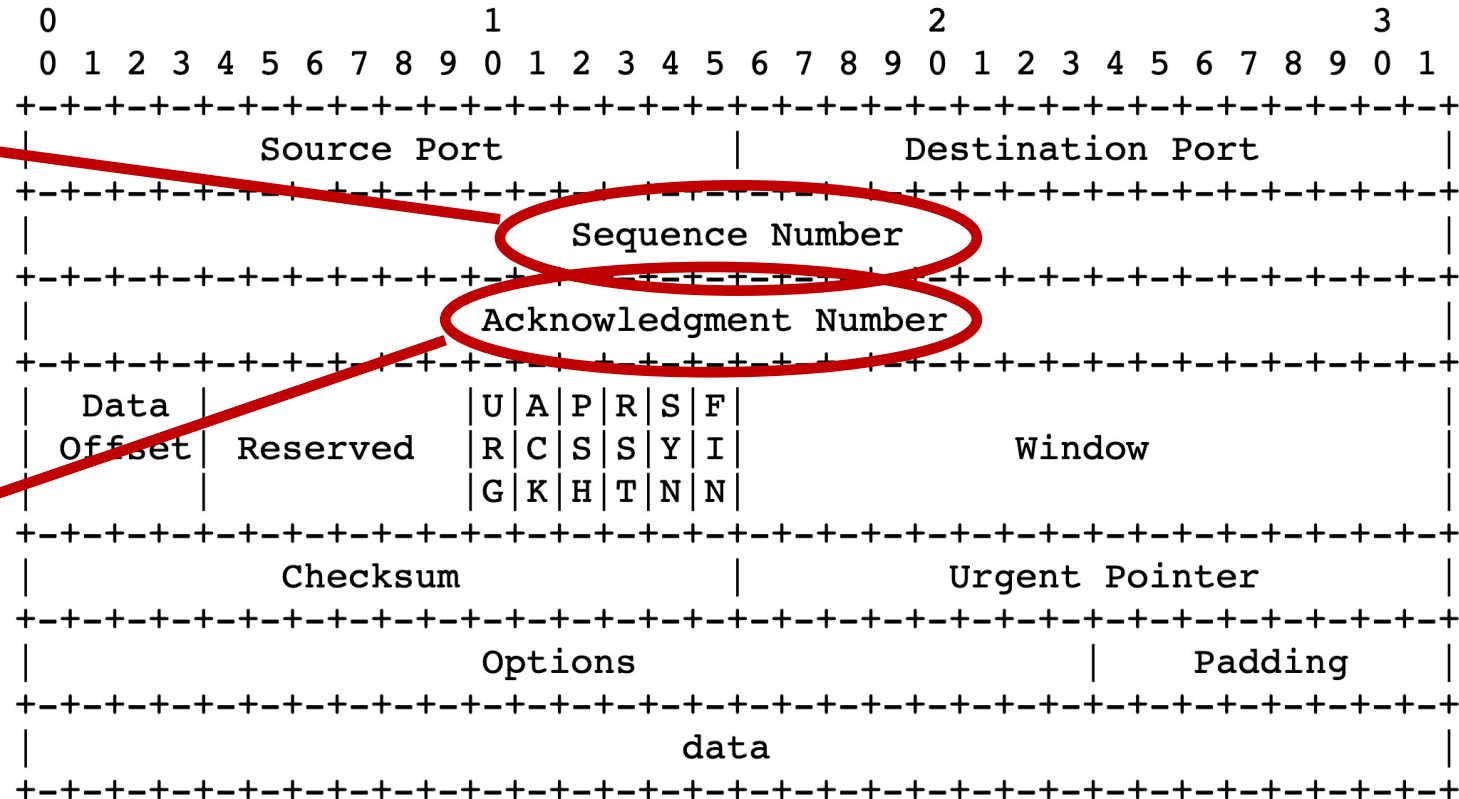 0                   1                   2                   3
 0 1 2 3 4 5 6 7 8 9 0 1 2 3 4 5 6 7 8 9 0 1 2 3 4 5 6 7 8 9 0 1
+-+-+-+-+-+-+-+-+-+-+-+-+-+-+-+-+-+-+-+-+-+-+-+-+-+-+-+-+-+-+-+-+
|          Source Port          |       Destination Port        |
+-+-+-+-+-+-+-+-+-+-+-+-+-+-+-+-+-+-+-+-+-+-+-+-+-+-+-+-+-+-+-+-+
|                        Sequence Number                        |
+-+-+-+-+-+-+-+-+-+-+-+-+-+-+-+-+-+-+-+-+-+-+-+-+-+-+-+-+-+-+-+-+
|                    Acknowledgment Number                      |
+-+-+-+-+-+-+-+-+-+-+-+-+-+-+-+-+-+-+-+-+-+-+-+-+-+-+-+-+-+-+-+-+
|  Data |           |U|A|P|R|S|F|                               |
| Offset| Reserved  |R|C|S|S|Y|I|            Window             |
|       |           |G|K|H|T|N|N|                               |
+-+-+-+-+-+-+-+-+-+-+-+-+-+-+-+-+-+-+-+-+-+-+-+-+-+-+-+-+-+-+-+-+
|           Checksum            |         Urgent Pointer        |
+-+-+-+-+-+-+-+-+-+-+-+-+-+-+-+-+-+-+-+-+-+-+-+-+-+-+-+-+-+-+-+-+
|                    Options                    |    Padding    |
+-+-+-+-+-+-+-+-+-+-+-+-+-+-+-+-+-+-+-+-+-+-+-+-+-+-+-+-+-+-+-+-+
|                             data                              |
+-+-+-+-+-+-+-+-+-+-+-+-+-+-+-+-+-+-+-+-+-+-+-+-+-+-+-+-+-+-+-+-+